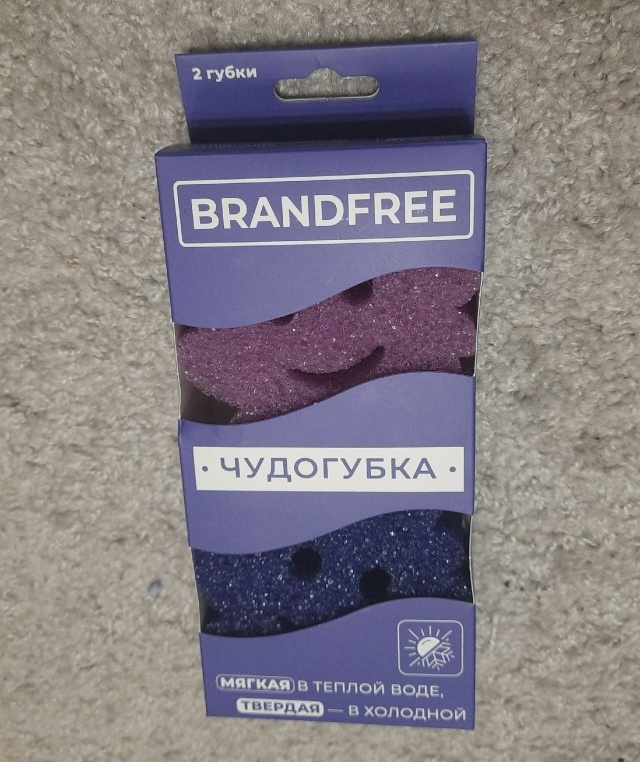 2 губки
BRANDFREE
· ЧУДОГУБКА ·
МЯГКАЯ В ТЕПЛОЙ ВОДЕ,
ТВЕРДАЯ — В ХОЛОДНОЙ